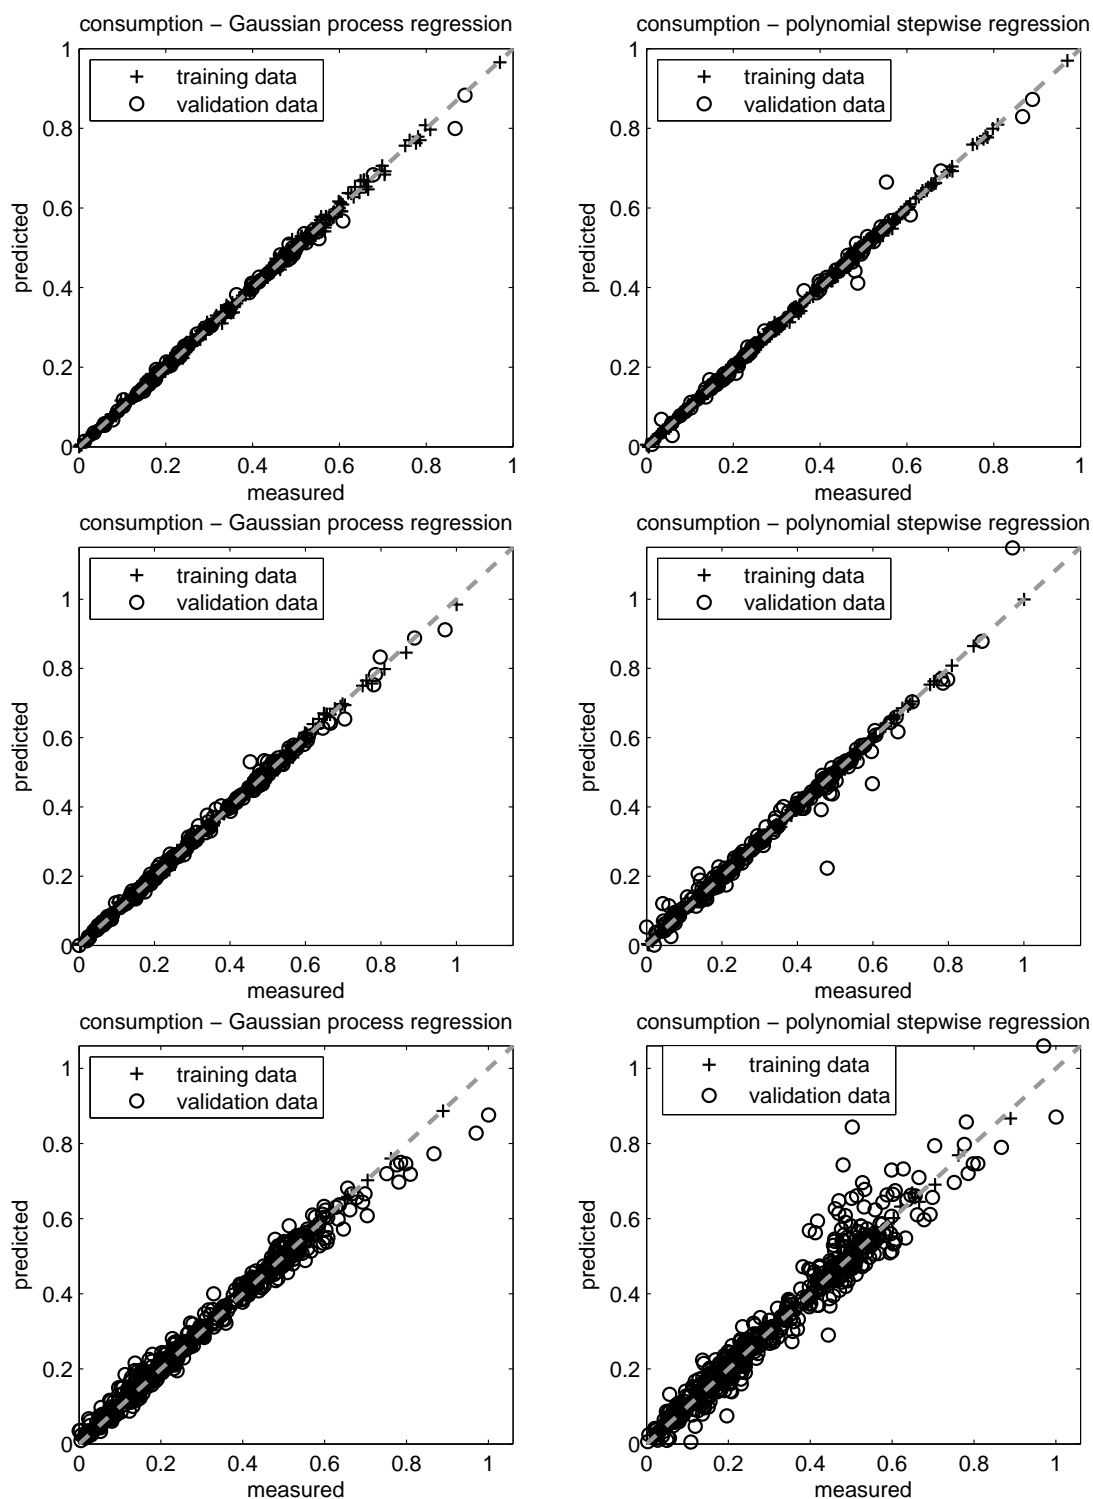 consumption – Gaussian process regression
consumption – polynomial stepwise regression
1
0.8
0.6
0.4
0.2
0
predicted
training data
validation data
0 0.2 0.4 0.6 0.8 1
measured
1
0.8
0.6
0.4
0.2
0
predicted
training data
validation data
0 0.2 0.4 0.6 0.8 1
measured
consumption – Gaussian process regression
consumption – polynomial stepwise regression
1
0.8
0.6
0.4
0.2
0
predicted
training data
validation data
0 0.2 0.4 0.6 0.8 1
measured
1
0.8
0.6
0.4
0.2
0
predicted
training data
validation data
0 0.2 0.4 0.6 0.8 1
measured
consumption – Gaussian process regression
consumption – polynomial stepwise regression
1
0.8
0.6
0.4
0.2
0
predicted
training data
validation data
0 0.2 0.4 0.6 0.8 1
measured
1
0.8
0.6
0.4
0.2
0
predicted
training data
validation data
0 0.2 0.4 0.6 0.8 1
measured